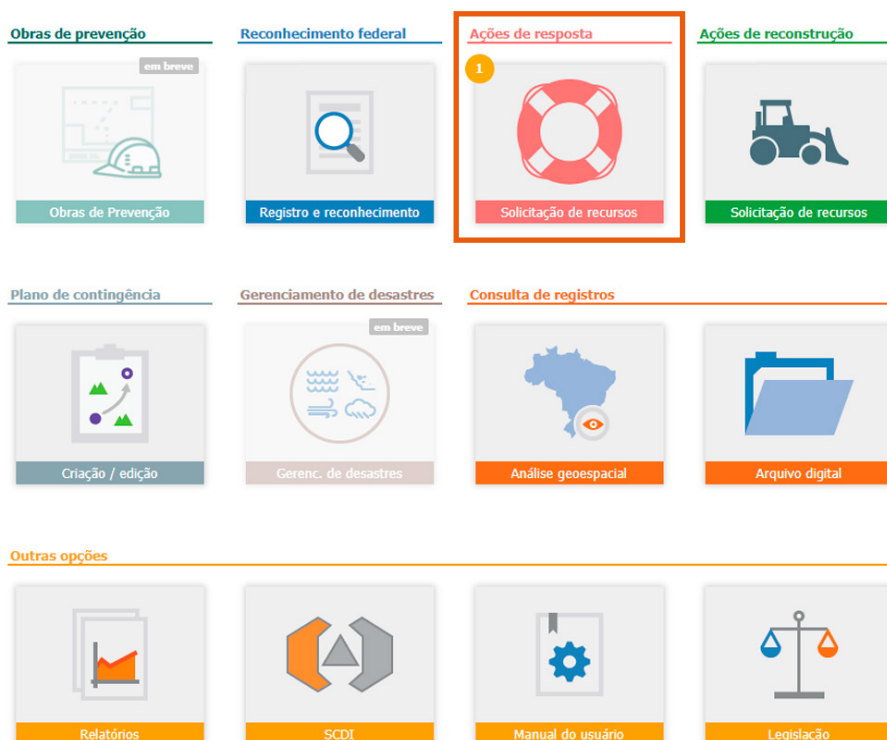 Obras de prevenção
Reconhecimento federal
Ações de resposta
Ações de reconstrução
em breve
1
Obras de Prevenção
Registro e reconhecimento
Solicitação de recursos
Solicitação de recursos
Plano de contingência
Gerenciamento de desastres
Consulta de registros
em breve
Criação / edição
Gerenc. de desastres
Análise geoespacial
Arquivo digital
Outras opções
Relatórios
SCDI
Manual do usuário
Legislação